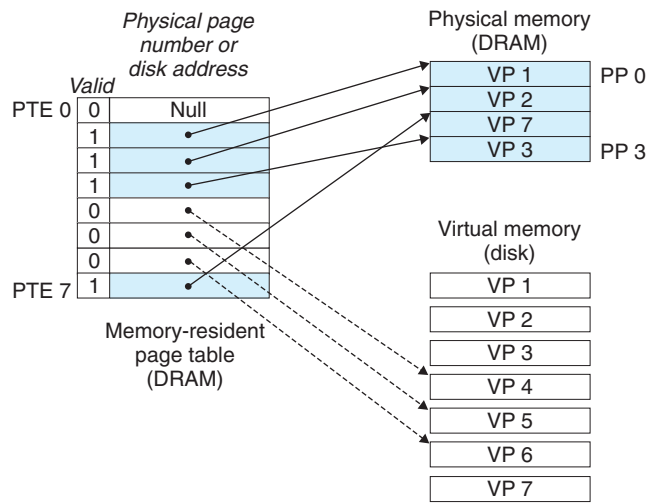 Physical page
number or
disk address
Valid
PTE 0
0
Null
1
1
1
0
0
0
PTE 7
1
Memory-resident
page table
(DRAM)
Physical memory
(DRAM)
VP 1
PP 0
VP 2
VP 7
VP 3
PP 3
Virtual memory
(disk)
VP 1
VP 2
VP 3
VP 4
VP 5
VP 6
VP 7